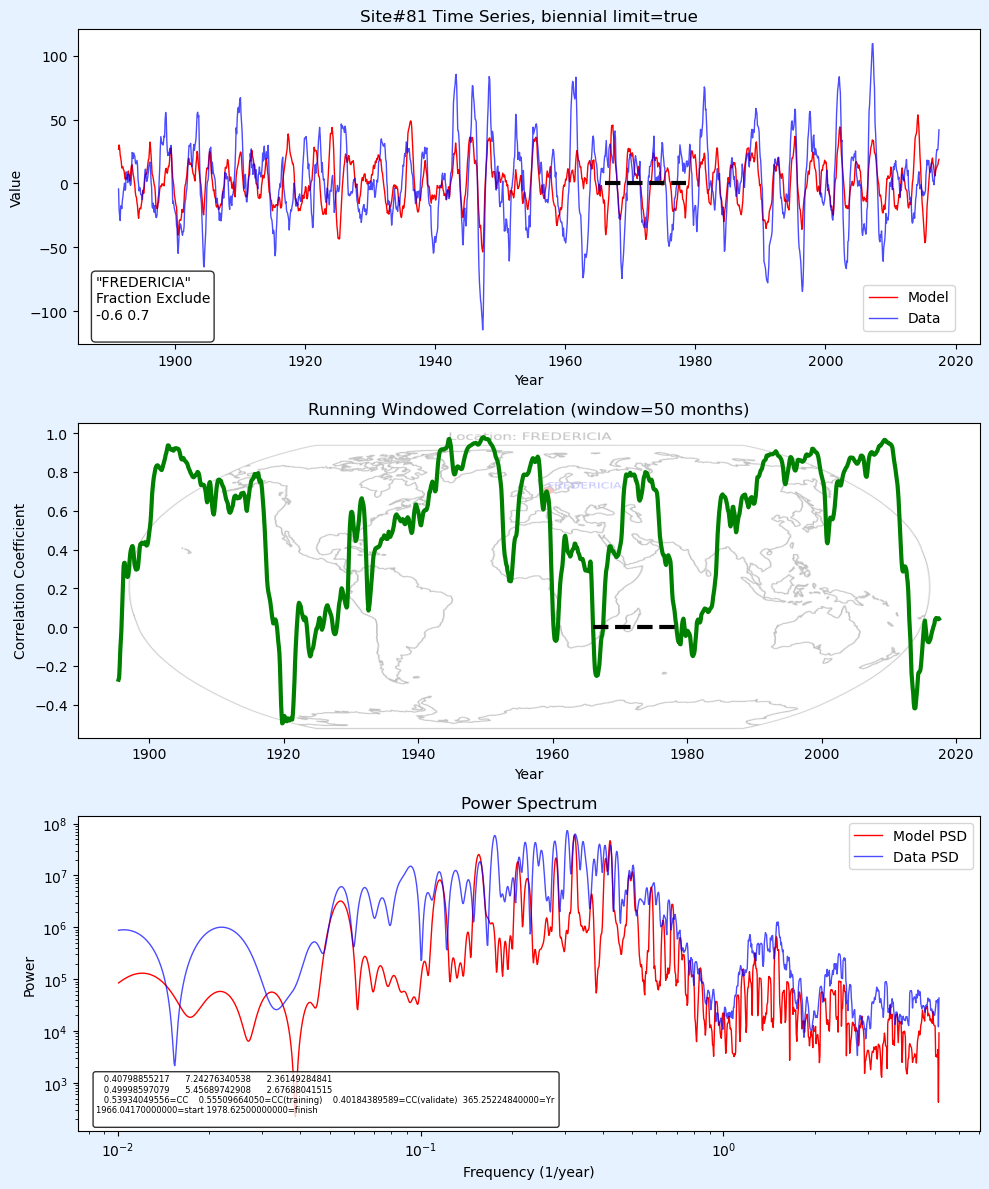 Site#81 Time Series, biennial limit=true
100
50
0
−50
−100
Value
"FREDERICIA"
Fraction Exclude
-0.6 0.7
Model
Data
1900
1920
1940
1960
1980
2000
2020
Year
Running Windowed Correlation (window=50 months)
Location: FREDERICIA
FREDERICIA
1.0
0.8
0.6
0.4
0.2
0.0
−0.2
−0.4
Correlation Coefficient
1900
1920
1940
1960
1980
2000
2020
Year
Power Spectrum
Model PSD
Data PSD
10^8
10^7
10^6
10^5
10^4
10^3
Power
0.40798855217 7.24276340538 2.36149284841
0.49998597079 5.45689742908 2.67688041515
0.53934049556=CC 0.55509664050=CC(training) 0.40184389589=CC(validate) 365.25224840000=Yr
1966.04170000000=start 1978.62500000000=finish
10^−2
10^−1
10^0
Frequency (1/year)